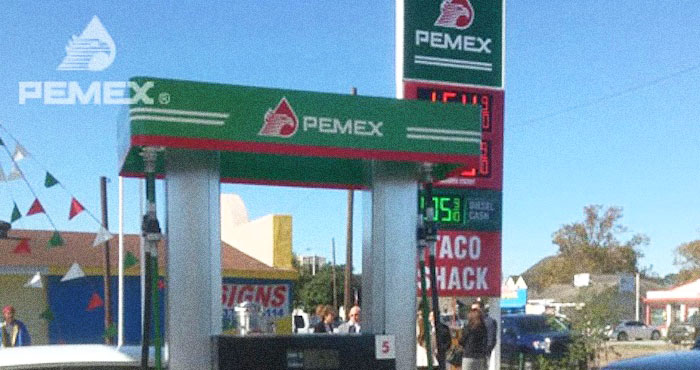 PEMEX®
PEMEX
PEMEX
DIESEL
CASH
TACO
SHACK
SIGNS
5